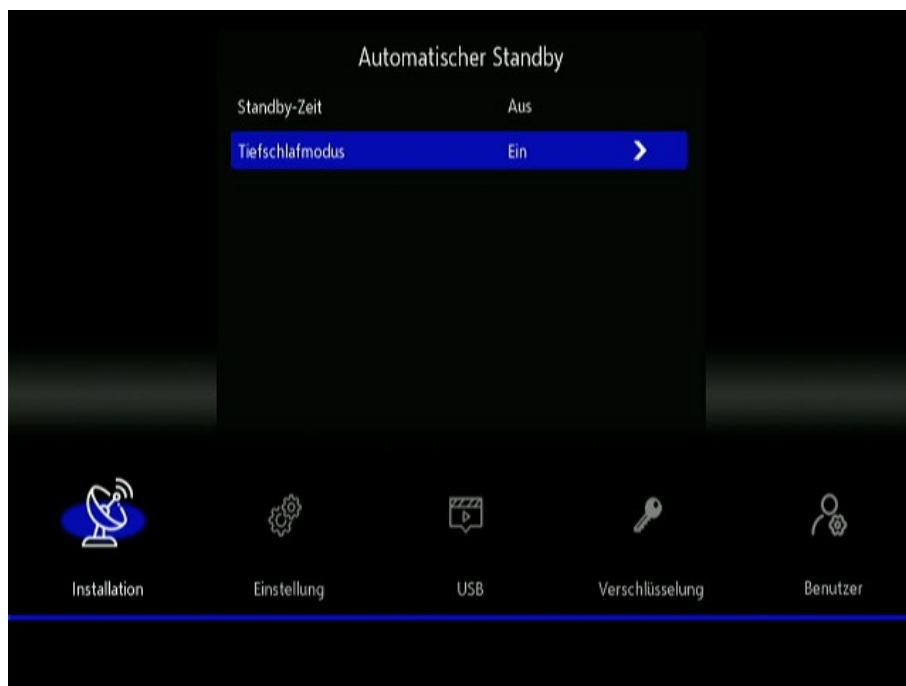 Automatischer Standby
Standby-Zeit Aus
Tiefschlafmodus Ein
Installation Einstellung USB Verschlüsselung Benutzer